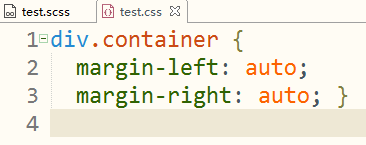 test.scss test.css
1 div.container {
2 margin-left: auto;
3 margin-right: auto; }
4